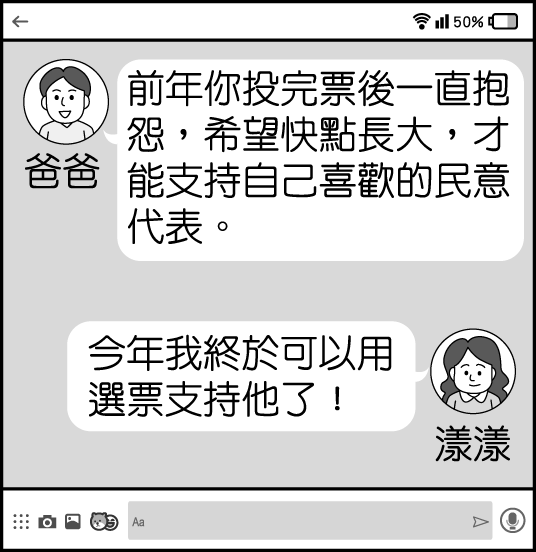 50%
前年你投完票後一直抱
怨，希望快點長大，才
能支持自己喜歡的民意
代表。
爸爸
今年我終於可以用
選票支持他了！
漾漾
Aa